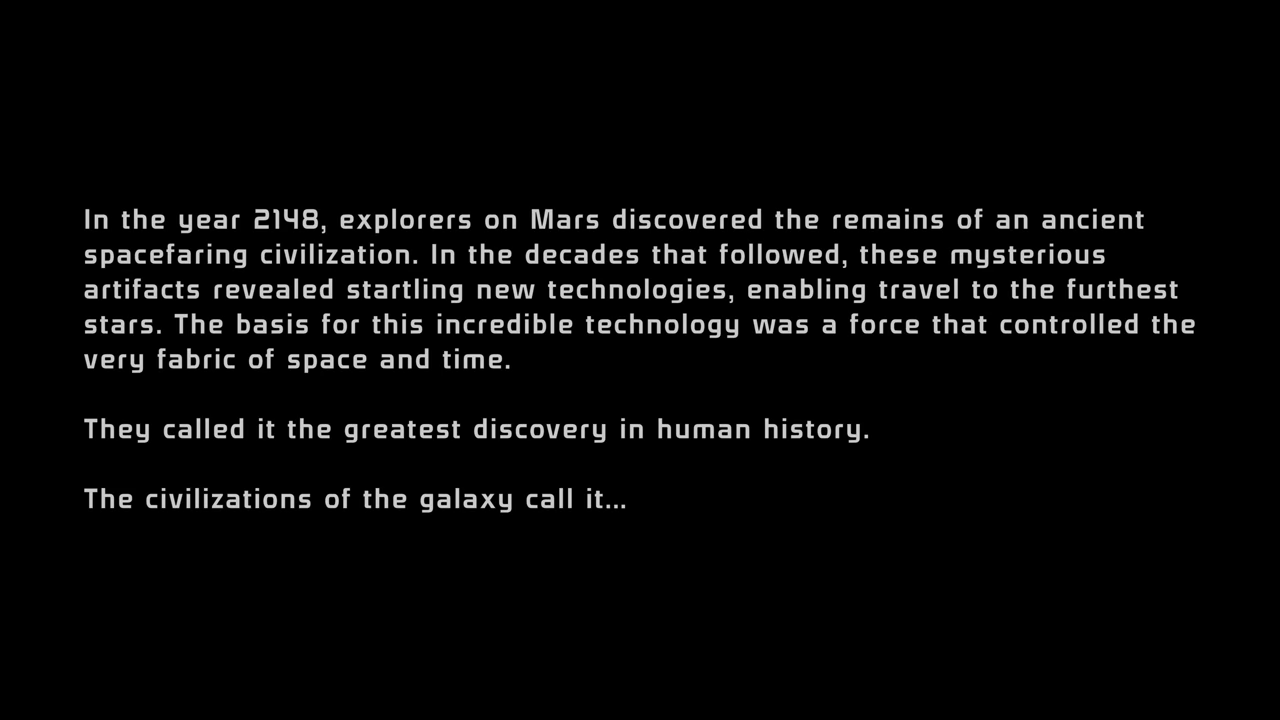 In the year 2148, explorers on Mars discovered the remains of an ancient
spacefaring civilization. In the decades that followed, these mysterious
artifacts revealed startling new technologies, enabling travel to the furthest
stars. The basis for this incredible technology was a force that controlled the
very fabric of space and time.
They called it the greatest discovery in human history.
The civilizations of the galaxy call it...